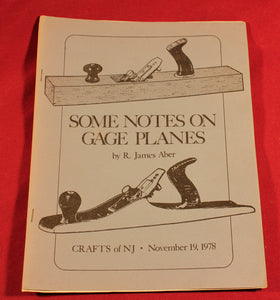 SOME NOTES ON
GAGE PLANES
by R. James Aber
CRAFTS of NJ • November 19, 1978